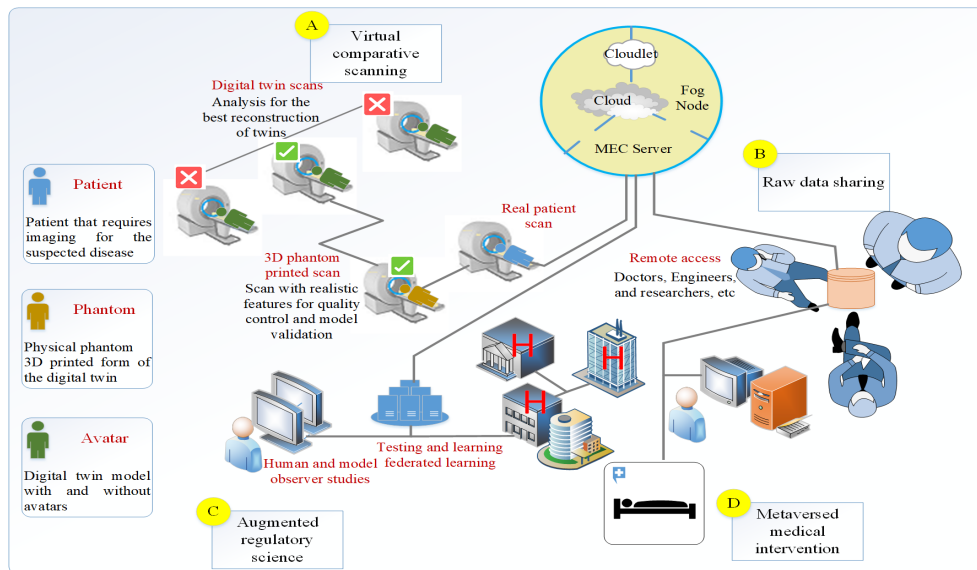 A
Virtual
comparative
scanning
Digital twin scans
Analysis for the
best reconstruction
of twins
Cloudlet
Cloud
Fog
Node
MEC Server
B
Raw data sharing
Patient
Patient that requires
imaging for the
suspected disease
Real patient
scan
3D phantom
printed scan
Scan with realistic
features for quality
control and model
validation
Remote access
Doctors, Engineers,
and researchers, etc
Phantom
Physical phantom
3D printed form of
the digital twin
H
H
H
Avatar
Digital twin model
with and without
avatars
Human and model
observer studies
Testing and learning
federated learning
C
Augmented
regulatory
science
D
Metaversed
medical
intervention